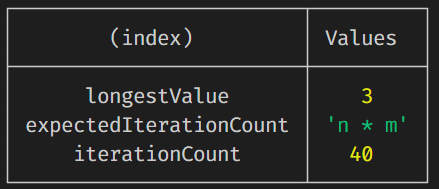 (index) Values
longestValue 3
expectedIterationCount 'n * m'
iterationCount 40